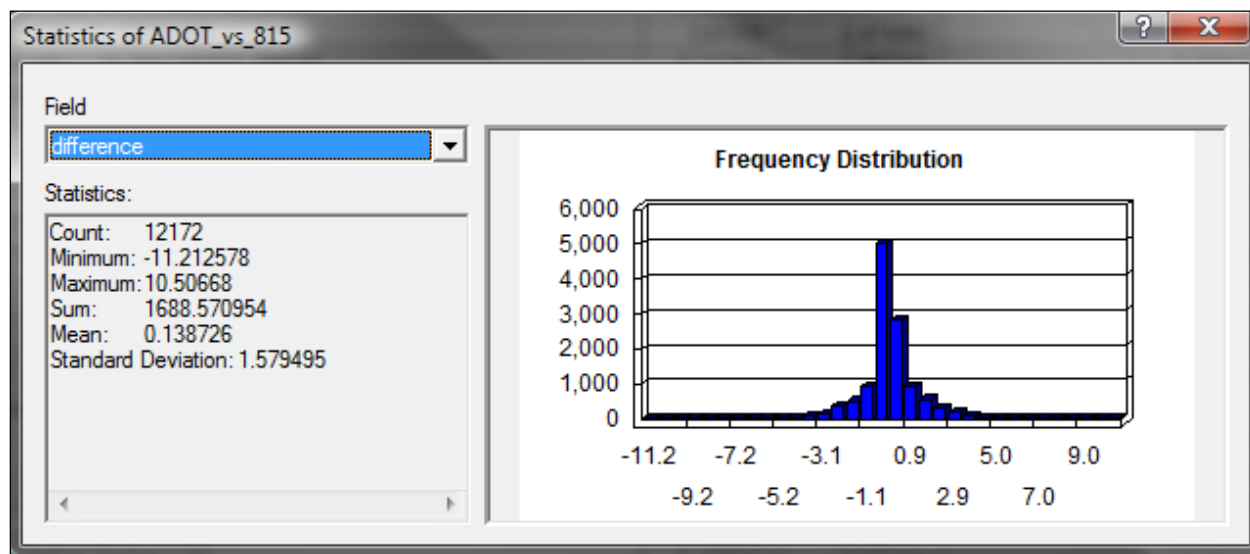 Statistics of ADOT_vs_815
?
X
Field
difference
Statistics:
Count: 12172
Minimum: -11.212578
Maximum: 10.50668
Sum: 1688.570954
Mean: 0.138726
Standard Deviation: 1.579495
Frequency Distribution
6,000
5,000
4,000
3,000
2,000
1,000
0
-11.2 -7.2 -3.1 0.9 5.0 9.0
-9.2 -5.2 -1.1 2.9 7.0